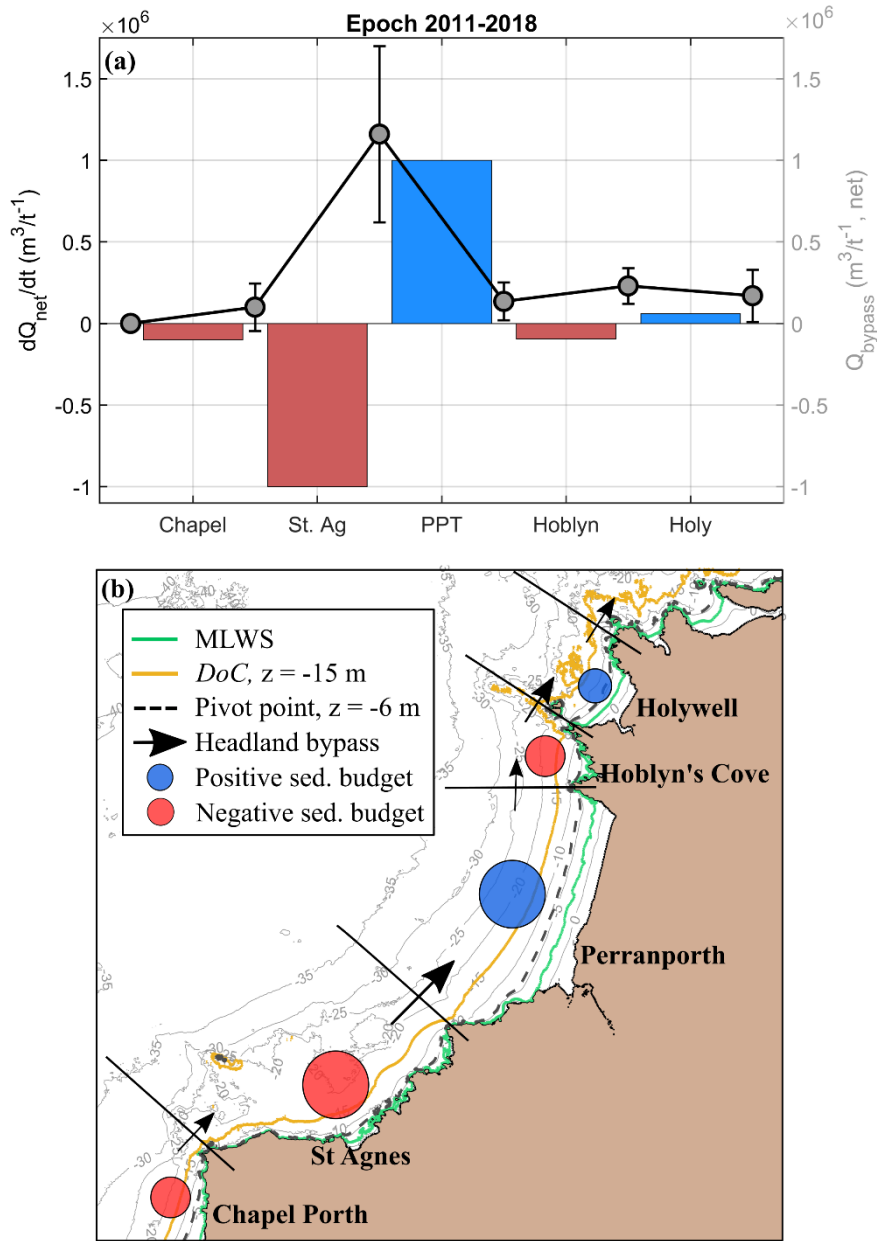 Epoch 2011-2018
×10⁶
×10⁶
(a)
1.5
1
0.5
0
-0.5
-1
1.5
1
0.5
0
-0.5
-1
dQnet/dt (m³/t⁻¹)
Qbypass (m³/t⁻¹, net)
Chapel St. Ag PPT Hoblyn Holy
(b)
MLWS
DoC, z = -15 m
Pivot point, z = -6 m
Headland bypass
Positive sed. budget
Negative sed. budget
Holywell
Hoblyn's Cove
Perranporth
St Agnes
Chapel Porth